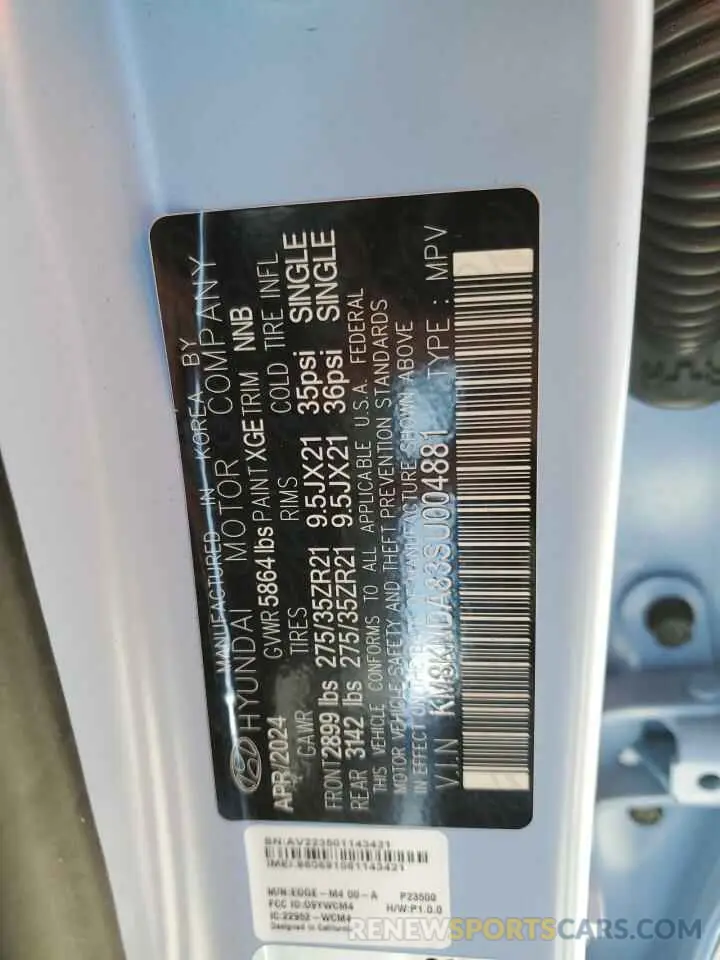 MANUFACTURED IN KOREA BY
HYUNDAI MOTOR COMPANY
APR/2024 GVWR 5864 lbs PAINT XGE TRIM NNB
GAWR TIRES RIMS COLD TIRE INFL
FRONT 2899 lbs 275/35ZR21 9.5JX21 35psi SINGLE
REAR 3142 lbs 275/35ZR21 9.5JX21 36psi SINGLE
THIS VEHICLE CONFORMS TO ALL APPLICABLE U.S.A. FEDERAL
MOTOR VEHICLE SAFETY AND THEFT PREVENTION STANDARDS
IN EFFECT ON THE DATE OF MANUFACTURE SHOWN ABOVE
V.I.N KM8KNDA83SU004881 TYPE : MPV
SN:AV223501143421
M/N:EDGE-M4 00-A P23500
FCC ID:O9YWCM4 H/W:P1.0.0
IC:22952-WCM4
Designed in California
RENEWSPORTCAR.COM